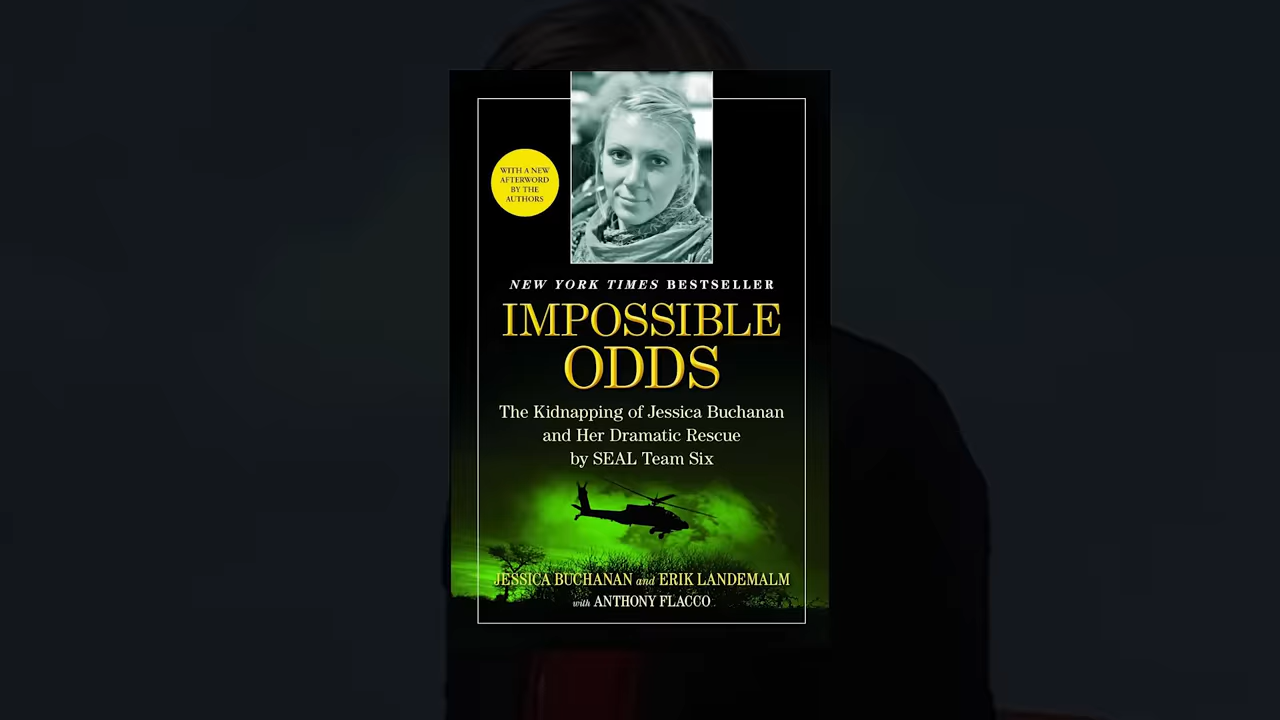 WITH A NEW
AFTERWORD
BY THE
AUTHORS
NEW YORK TIMES BESTSELLER
IMPOSSIBLE
ODDS
The Kidnapping of Jessica Buchanan
and Her Dramatic Rescue
by SEAL Team Six
JESSICA BUCHANAN and ERIK LANDEMALM
with ANTHONY FLACCO